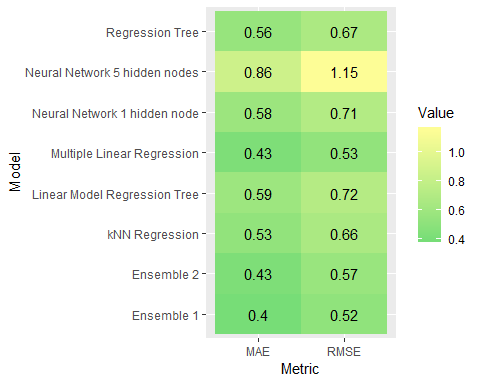 Regression Tree 0.56 0.67
Neural Network 5 hidden nodes 0.86 1.15
Neural Network 1 hidden node 0.58 0.71
Multiple Linear Regression 0.43 0.53
Linear Model Regression Tree 0.59 0.72
kNN Regression 0.53 0.66
Ensemble 2 0.43 0.57
Ensemble 1 0.4 0.52
MAE RMSE
Metric
Model
Value
1.0
0.8
0.6
0.4